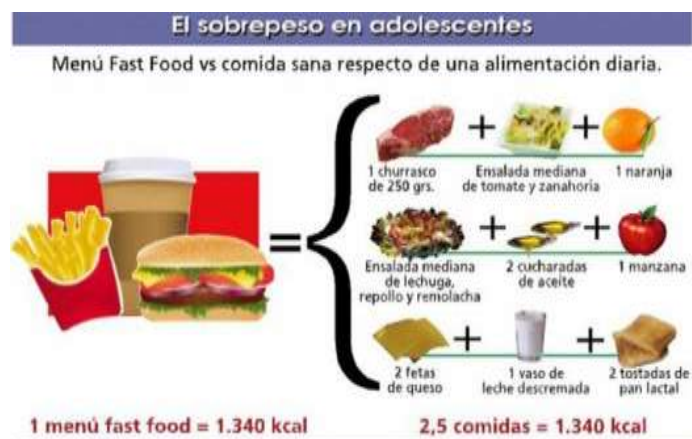 El sobrepeso en adolescentes
Menú Fast Food vs comida sana respecto de una alimentación diaria.
1 churrasco
de 250 grs.
Ensalada mediana
de tomate y zanahoria
1 naranja
Ensalada mediana
de lechuga,
repollo y remolacha
2 cucharadas
de aceite
1 manzana
2 fetas
de queso
1 vaso de
leche descremada
2 tostadas de
pan lactal
1 menú fast food = 1.340 kcal
2,5 comidas = 1.340 kcal